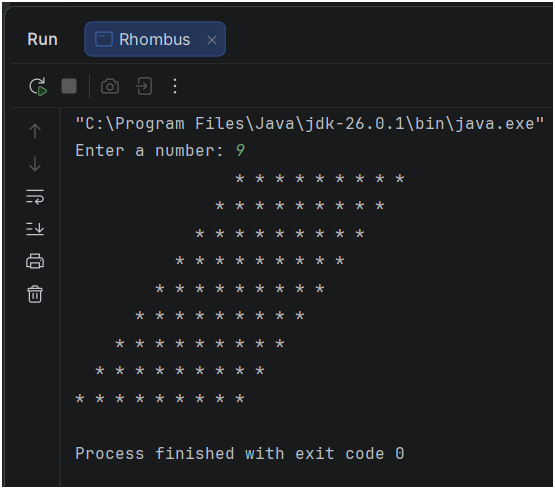 Run Rhombus
"C:\Program Files\Java\jdk-26.0.1\bin\java.exe"
Enter a number: 9
                * * * * * * * * *
              * * * * * * * * *
            * * * * * * * * *
          * * * * * * * * *
        * * * * * * * * *
      * * * * * * * * *
    * * * * * * * * *
  * * * * * * * * *
* * * * * * * * *
Process finished with exit code 0